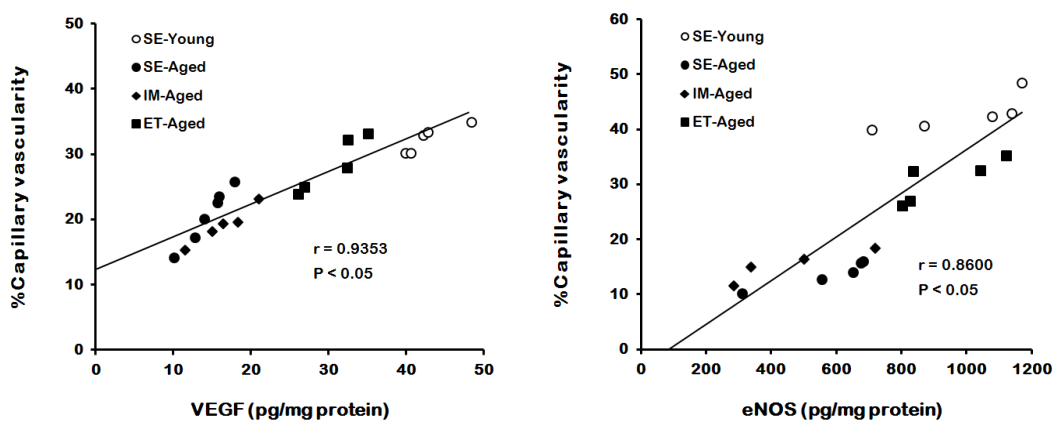 50
40
30
20
10
0
%Capillary vascularity
SE-Young
SE-Aged
IM-Aged
ET-Aged
r = 0.9353
P < 0.05
0 10 20 30 40 50
VEGF (pg/mg protein)
60
50
40
30
20
10
0
%Capillary vascularity
SE-Young
SE-Aged
IM-Aged
ET-Aged
r = 0.8600
P < 0.05
0 200 400 600 800 1000 1200
eNOS (pg/mg protein)